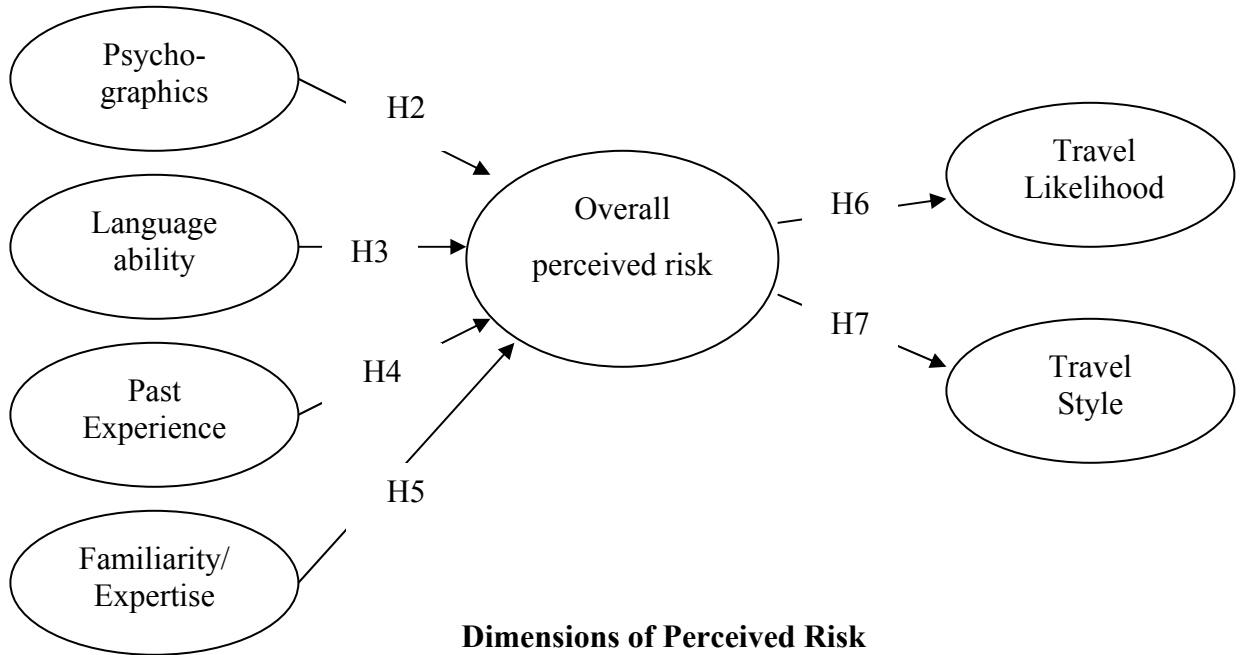 Psycho-
graphics
H2
Language
ability
H3
Past
Experience
H4
Familiarity/
Expertise
H5
Overall
perceived risk
H6
Travel
Likelihood
H7
Travel
Style
Dimensions of Perceived Risk